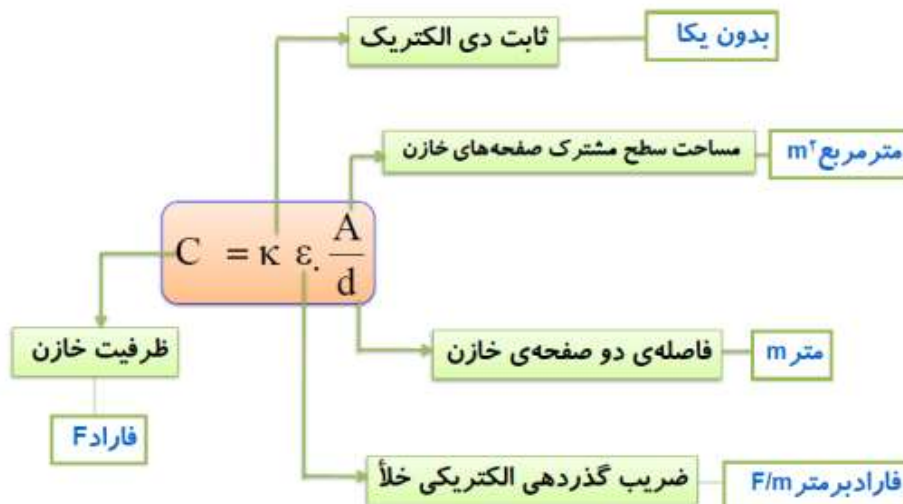 ثابت دی الکتریک
بدون یکا
مساحت سطح مشترک صفحه‌های خازن
مترمربع m²
C = κ ε. A/d
ظرفیت خازن
فاراد F
فاصله‌ی دو صفحه‌ی خازن
متر m
ضریب گذردهی الکتریکی خلأ
فارادبرمتر F/m